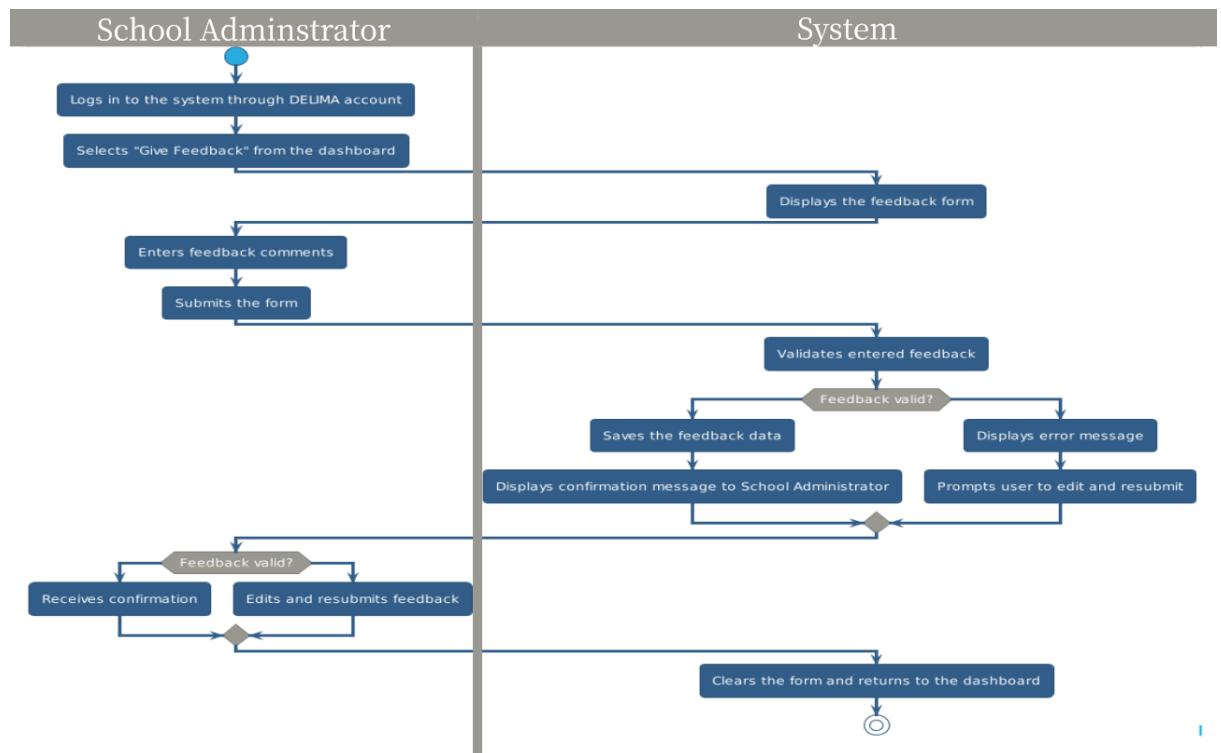 School Adminstrator
System
Logs in to the system through DELIMA account
Selects "Give Feedback" from the dashboard
Displays the feedback form
Enters feedback comments
Submits the form
Validates entered feedback
Feedback valid?
Saves the feedback data
Displays error message
Displays confirmation message to School Administrator
Prompts user to edit and resubmit
Feedback valid?
Receives confirmation
Edits and resubmits feedback
Clears the form and returns to the dashboard